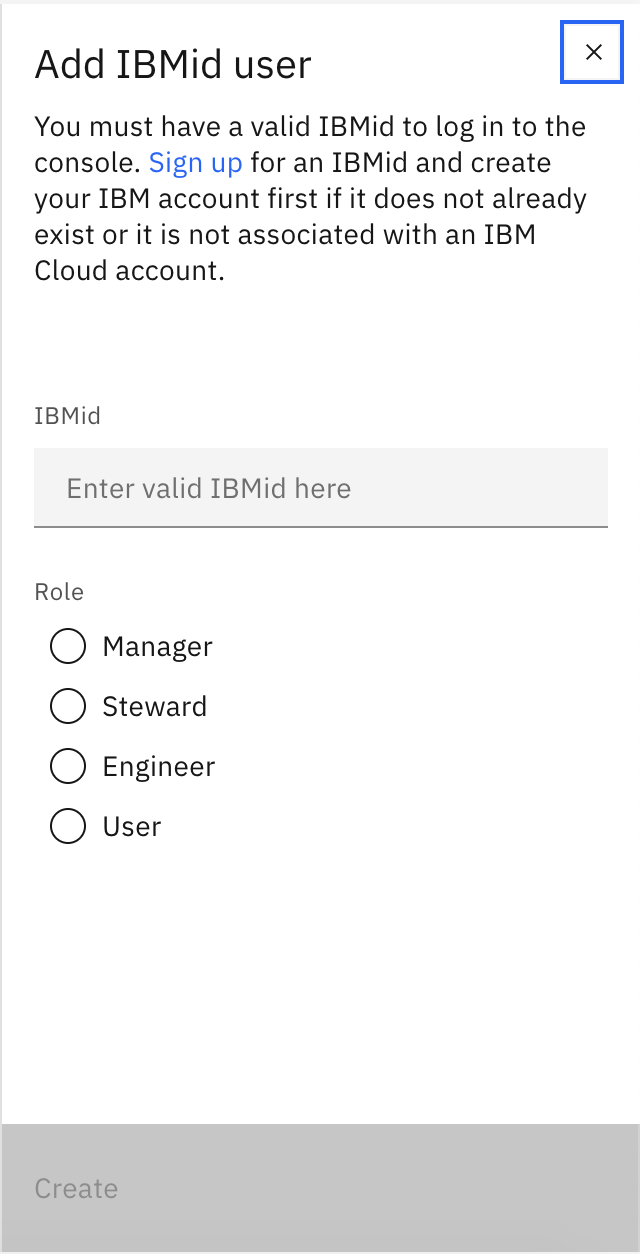 Add IBMid user
You must have a valid IBMid to log in to the
console. Sign up for an IBMid and create
your IBM account first if it does not already
exist or it is not associated with an IBM
Cloud account.
IBMid
Enter valid IBMid here
Role
Manager
Steward
Engineer
User
Create